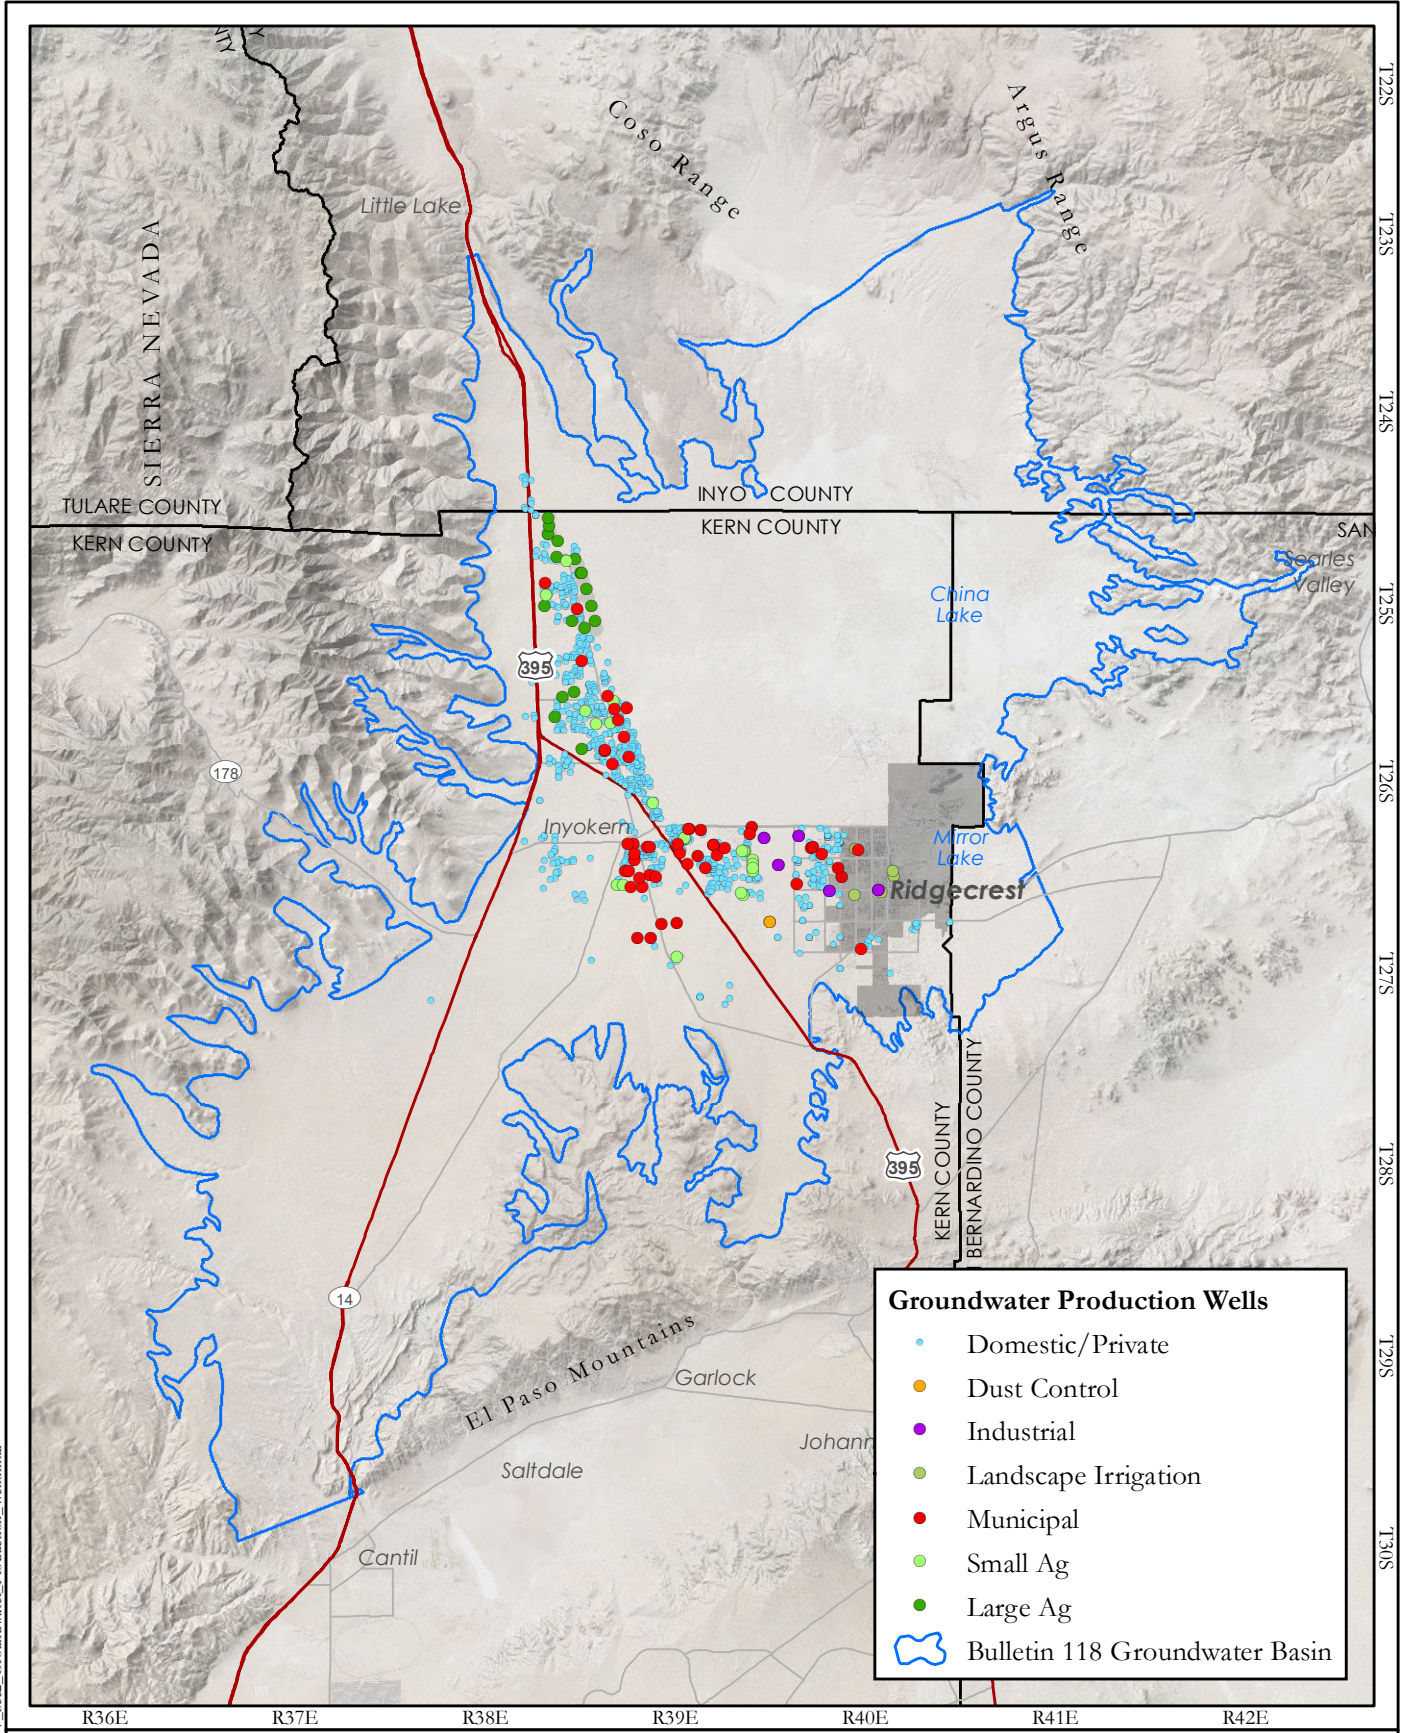 Coso Range
Argus Range
Little Lake
SIERRA NEVADA
TULARE COUNTY
KERN COUNTY
INYO COUNTY
KERN COUNTY
SAN
Searles
Valley
China
Lake
395
178
Inyokern
Mirror
Lake
Ridgecrest
395
KERN COUNTY
BERNARDINO COUNTY
14
El Paso Mountains
Garlock
Johann
Saltdale
Cantil
Groundwater Production Wells
Domestic/Private
Dust Control
Industrial
Landscape Irrigation
Municipal
Small Ag
Large Ag
Bulletin 118 Groundwater Basin
T22S
T23S
T24S
T25S
T26S
T27S
T28S
T29S
T30S
R36E
R37E
R38E
R39E
R40E
R41E
R42E